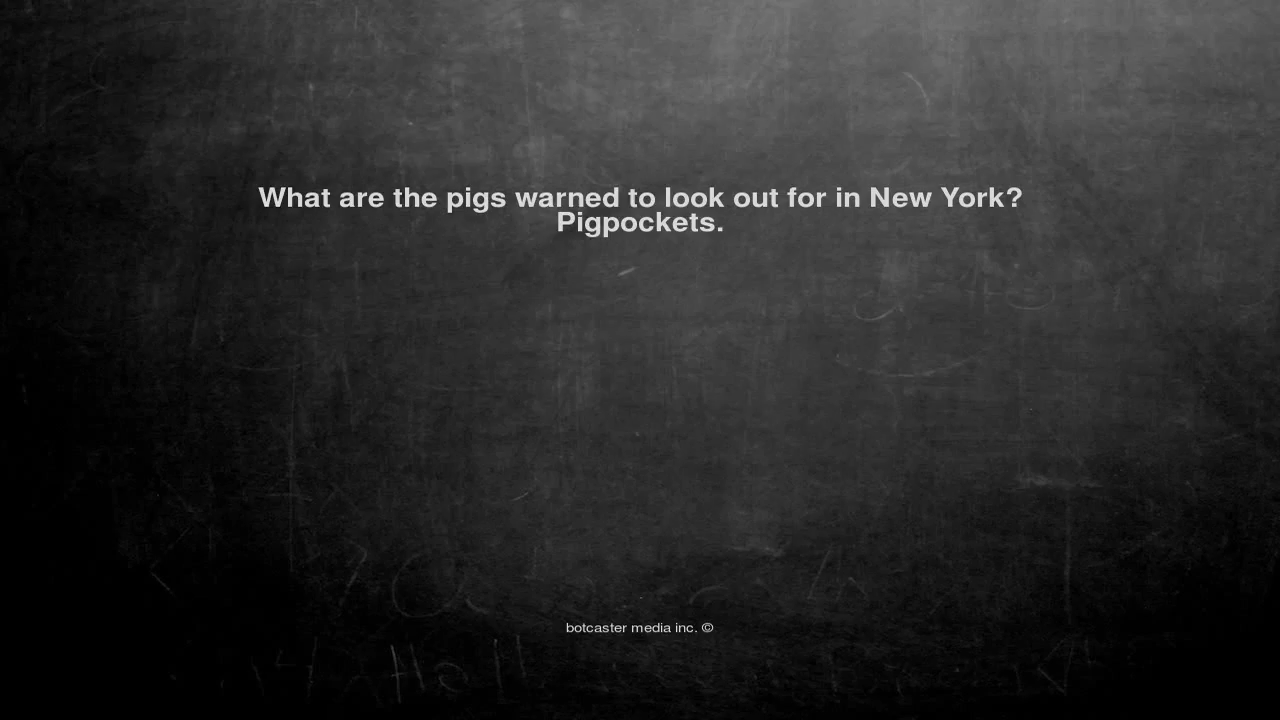 What are the pigs warned to look out for in New York?
Pigpockets.
botcaster media inc. ©